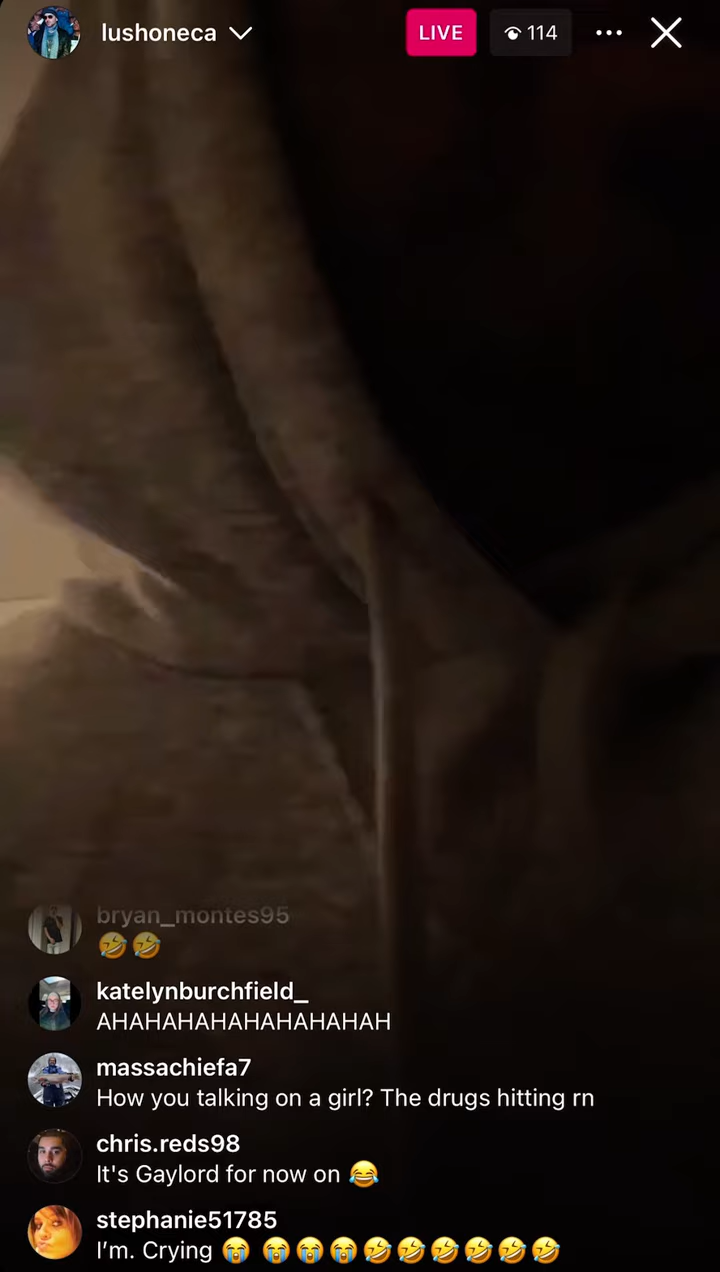 lushoneca
LIVE
114
bryan_montes95
🤣🤣
katelynburchfield_
AHAHAHAHAHAHAHAHAH
massachiefa7
How you talking on a girl? The drugs hitting rn
chris.reds98
It's Gaylord for now on 😂
stephanie51785
I'm. Crying 😭 😭😭😭🤣🤣🤣🤣🤣🤣